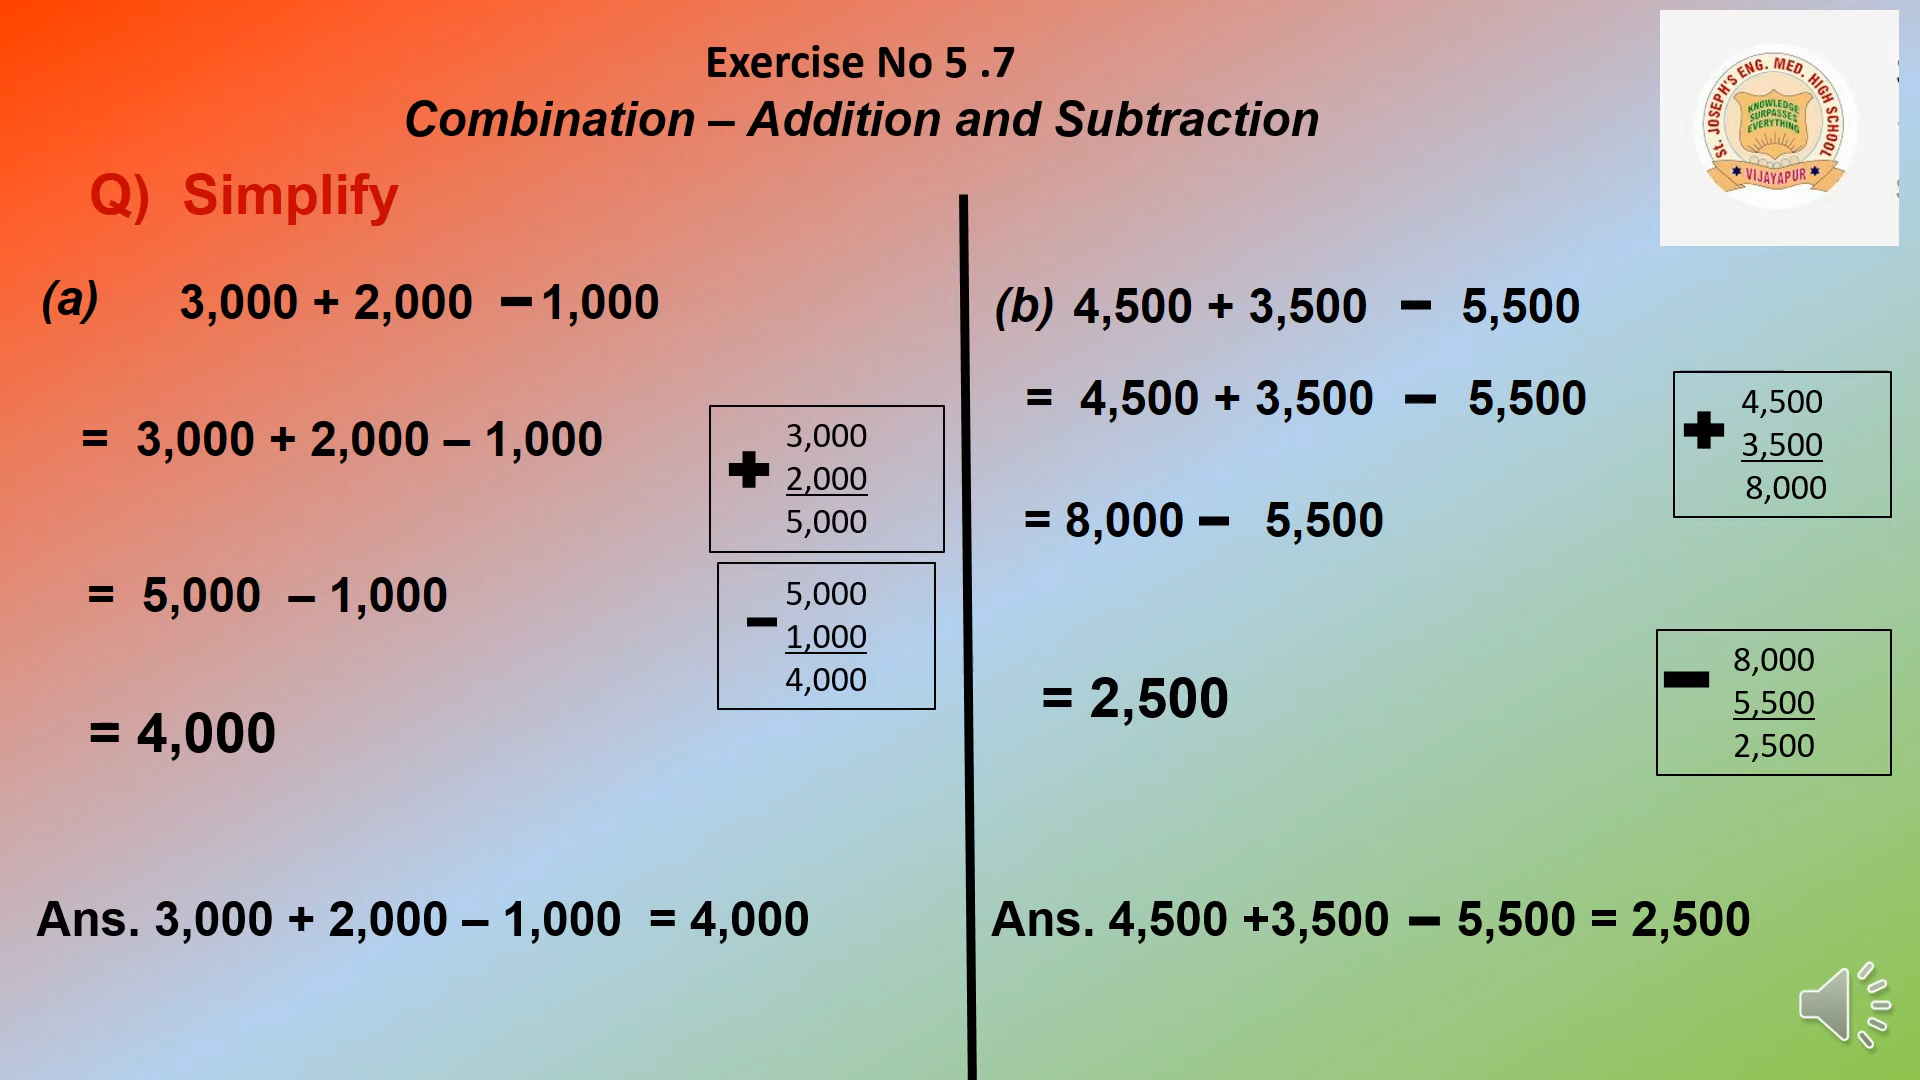 Exercise No 5 .7
Combination – Addition and Subtraction
St. JOSEPH'S ENG. MED. HIGH SCHOOL
KNOWLEDGE
SURPASSES
EVERYTHING
VIJAYAPUR
Q) Simplify
(a) 3,000 + 2,000 – 1,000
= 3,000 + 2,000 – 1,000
+ 3,000
2,000
5,000
= 5,000 – 1,000
– 5,000
1,000
4,000
= 4,000
Ans. 3,000 + 2,000 – 1,000 = 4,000
(b) 4,500 + 3,500 – 5,500
= 4,500 + 3,500 – 5,500
+ 4,500
3,500
8,000
= 8,000 – 5,500
– 8,000
5,500
2,500
= 2,500
Ans. 4,500 +3,500 – 5,500 = 2,500